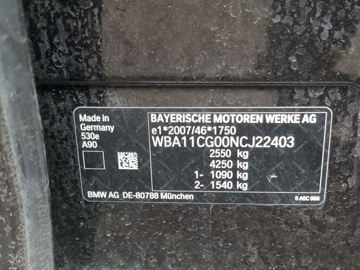 Made in
Germany
530e
A90
BAYERISCHE MOTOREN WERKE AG
e1*2007/46*1750
WBA11CG00NCJ22403
2550 kg
4250 kg
1- 1090 kg
2- 1540 kg
BMW AG DE-80788 München